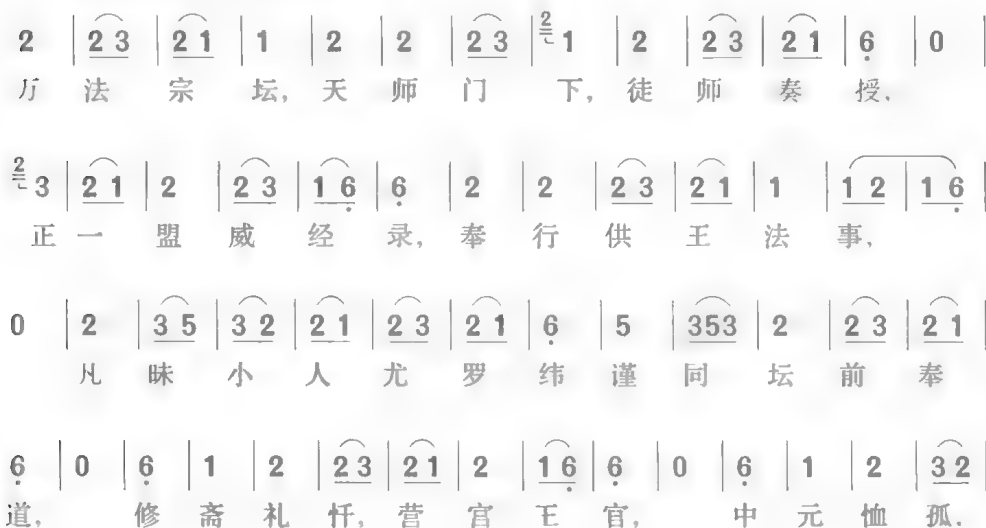 2 | 2 3 | 2 1 | 1 | 2 | 2 | 2 3 | 2 1 | 2 | 2 3 | 2 1 | 6 | 0 |
万法宗坛,天师门下,徒师奏授,
2 3 | 2 1 | 2 | 2 3 | 1 6 | 6 | 2 | 2 | 2 3 | 2 1 | 1 | 1 2 | 1 6 |
正一盟威经录,奉行供王法事,
0 | 2 | 3 5 | 3 2 | 2 1 | 2 3 | 2 1 | 6 | 5 | 353 | 2 | 2 3 | 2 1 |
凡昧小人尤罗纬谨同坛前奉
6 | 0 | 6 | 1 | 2 | 2 3 | 2 1 | 2 | 1 6 | 6 | 0 | 6 | 1 | 2 | 3 2 |
道,修斋礼忏,营宫王官,中元恤孤,